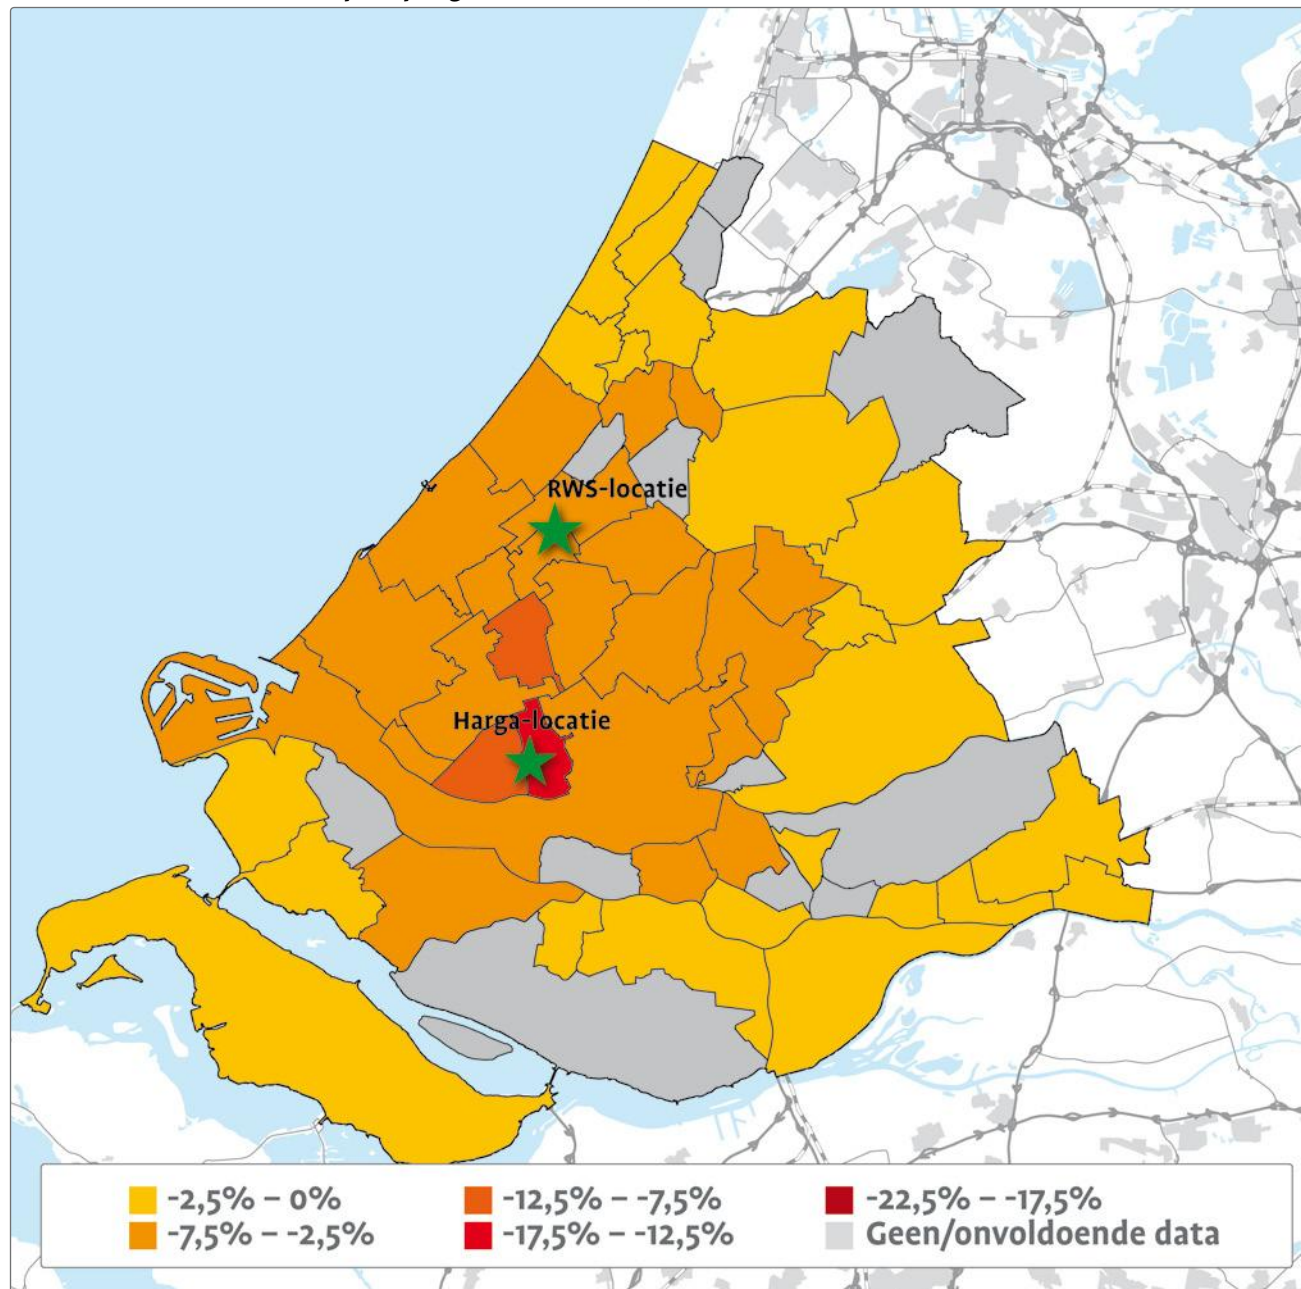 RWS-locatie
Harga-locatie
-2,5% – 0%
-7,5% – -2,5%
-12,5% – -7,5%
-17,5% – -12,5%
-22,5% – -17,5%
Geen/onvoldoende data